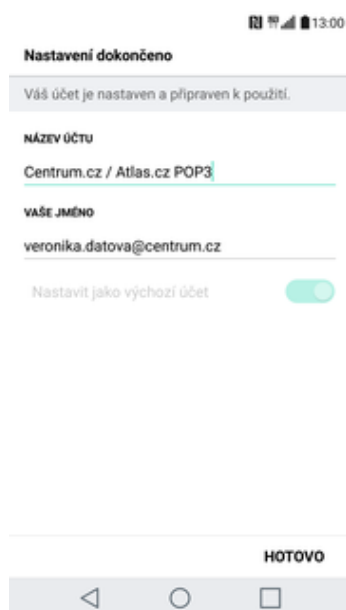 13:00
Nastavení dokončeno
Váš účet je nastaven a připraven k použití.
NÁZEV ÚČTU
Centrum.cz / Atlas.cz POP3
VAŠE JMÉNO
veronika.datova@centrum.cz
Nastavit jako výchozí účet
HOTOVO